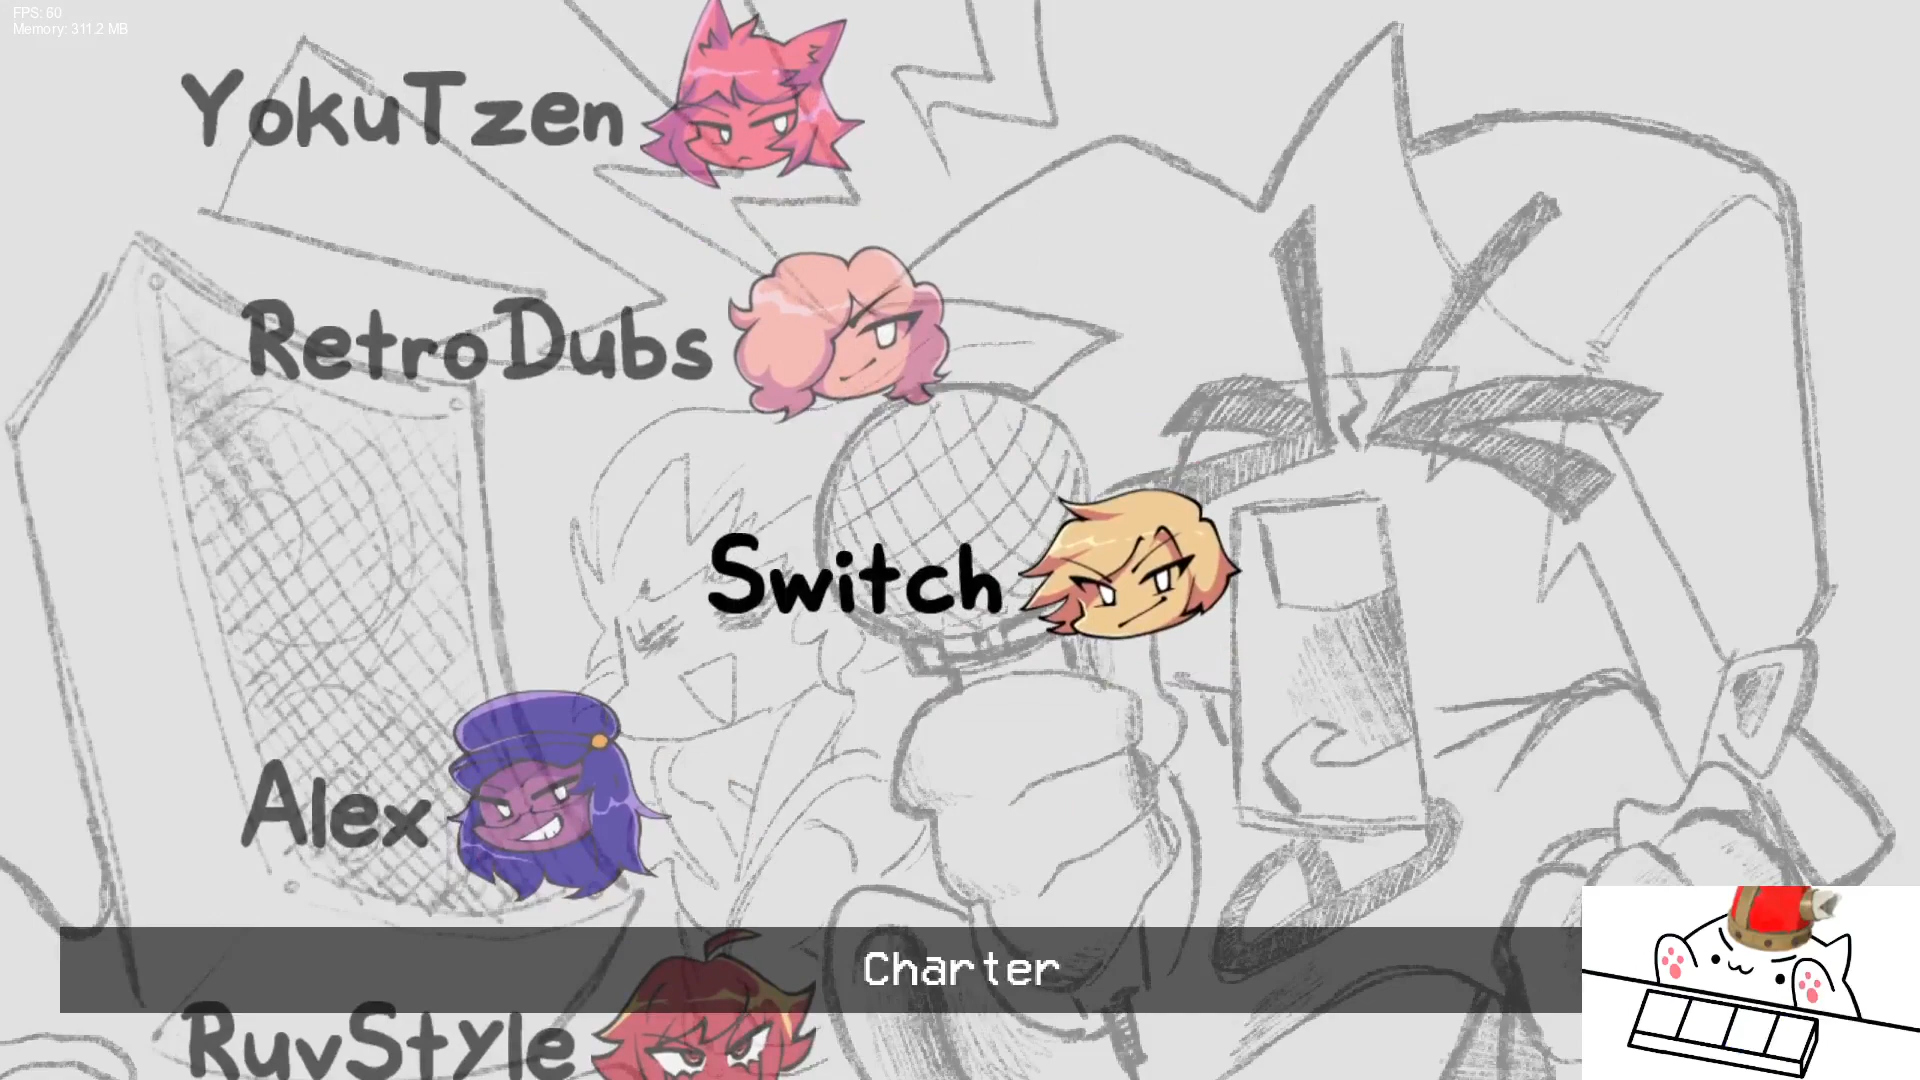 FPS: 60
Memory: 311.2 MB
YokuTzen
RetroDubs
Switch
Alex
Charter
RuvStyle